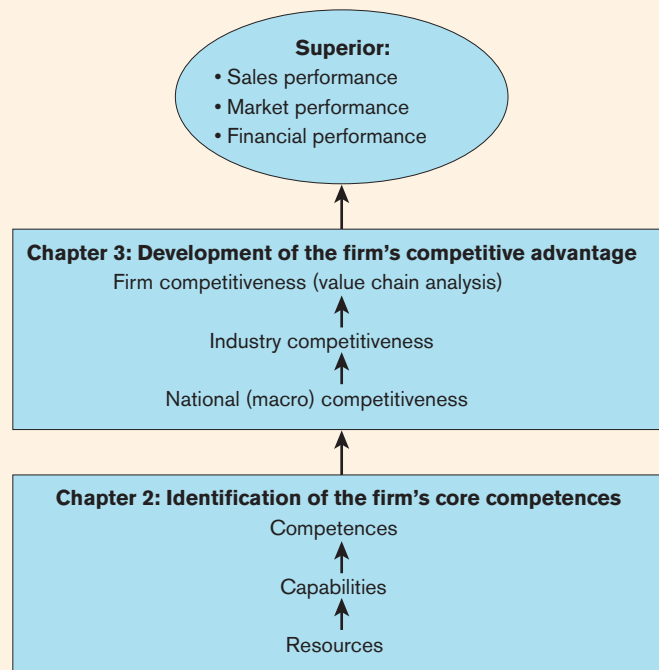 Superior:
• Sales performance
• Market performance
• Financial performance
Chapter 3: Development of the firm's competitive advantage
Firm competitiveness (value chain analysis)
Industry competitiveness
National (macro) competitiveness
Chapter 2: Identification of the firm's core competences
Competences
Capabilities
Resources